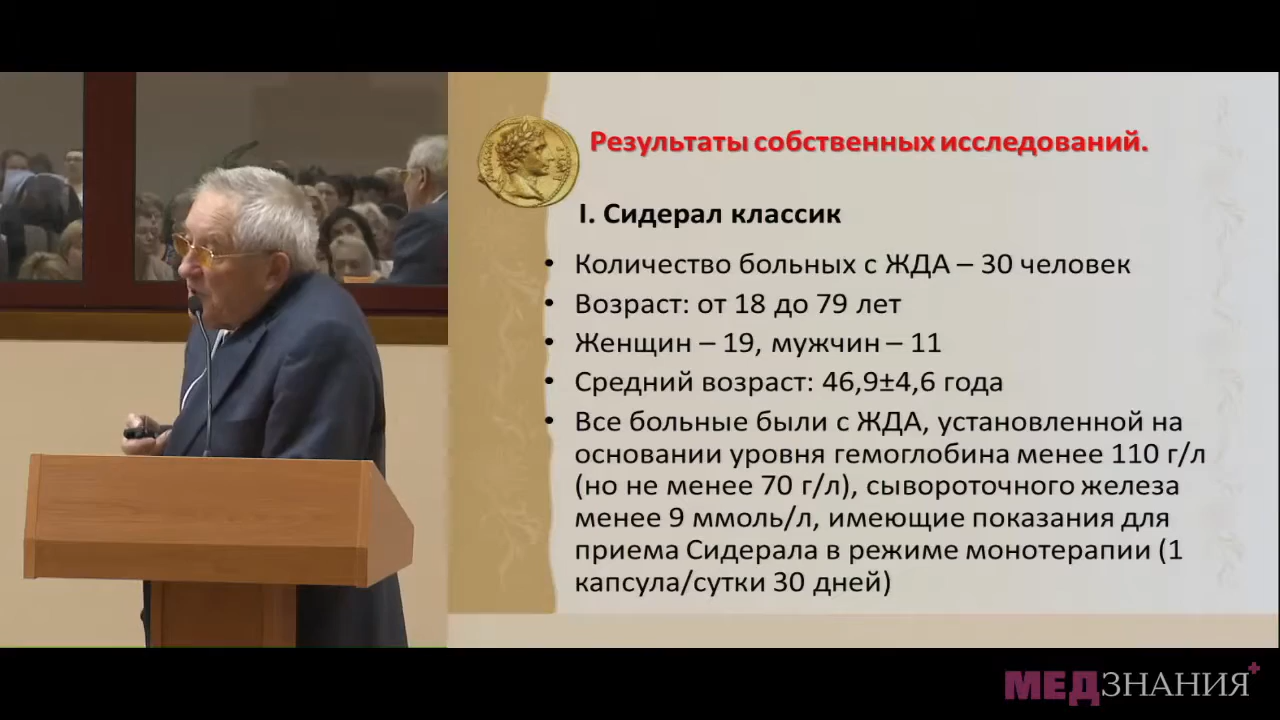 Результаты собственных исследований.
I. Сидерал классик
• Количество больных с ЖДА – 30 человек
• Возраст: от 18 до 79 лет
• Женщин – 19, мужчин – 11
• Средний возраст: 46,9±4,6 года
• Все больные были с ЖДА, установленной на
основании уровня гемоглобина менее 110 г/л
(но не менее 70 г/л), сывороточного железа
менее 9 ммоль/л, имеющие показания для
приема Сидерала в режиме монотерапии (1
капсула/сутки 30 дней)
МЕДЗНАНИЯ+